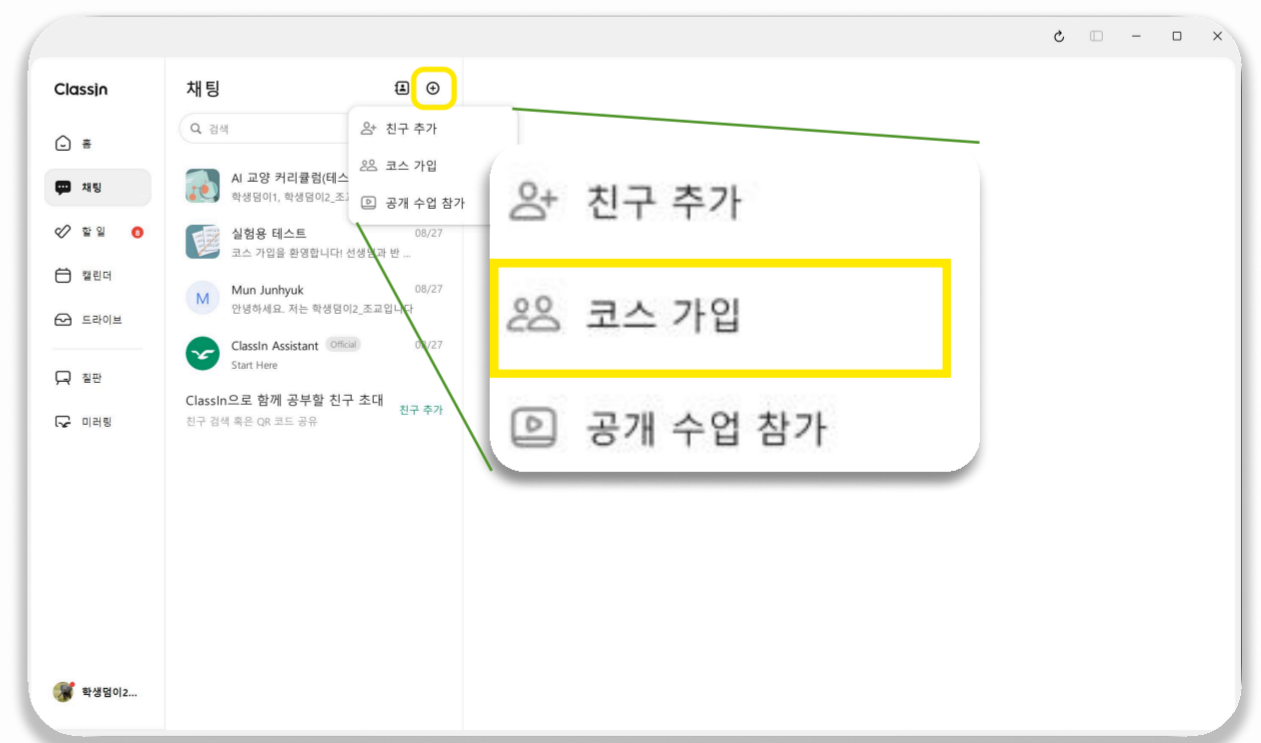 ClassIn
채팅
검색
홈
채팅
할 일
8
캘린더
드라이브
칠판
미러링
학생덤이2...
친구 추가
코스 가입
공개 수업 참가
AI 교양 커리큘럼(테스
학생덤이1, 학생덤이2_조
실험용 테스트
08/27
코스 가입을 환영합니다! 선생님과 반 ...
Mun Junhyuk
08/27
안녕하세요. 저는 학생덤이2_조교입니다
ClassIn Assistant Official
08/27
Start Here
ClassIn으로 함께 공부할 친구 초대
친구 추가
친구 검색 혹은 QR 코드 공유
친구 추가
코스 가입
공개 수업 참가